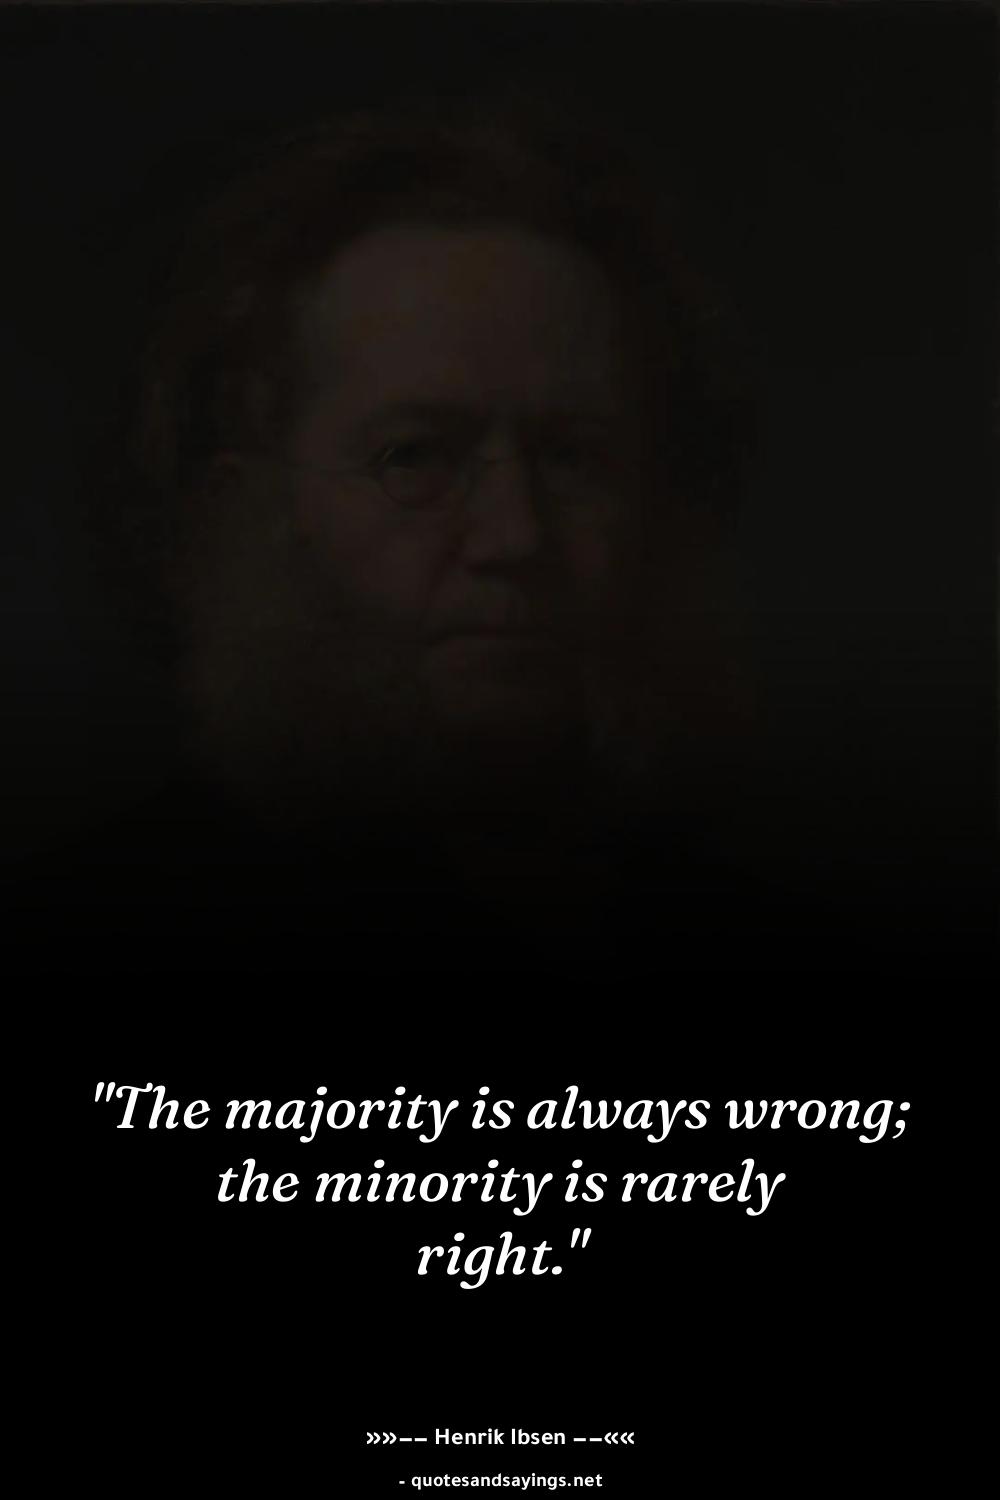 "The majority is always wrong;
the minority is rarely
right."
»»−− Henrik Ibsen −−««
- quotesandsayings.net